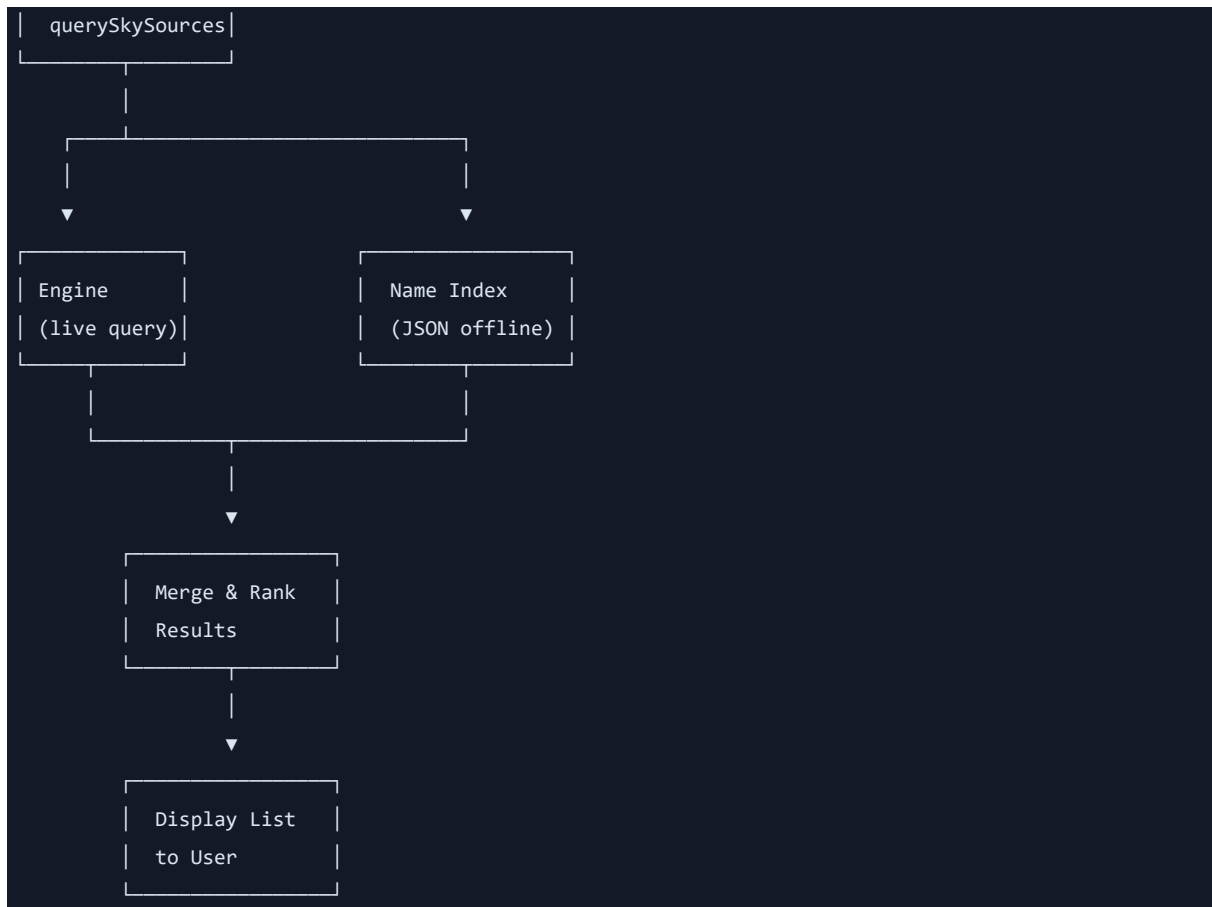 querySkySources
Engine
Name Index
(live query)
(JSON offline)
Merge & Rank
Results
Display List
to User